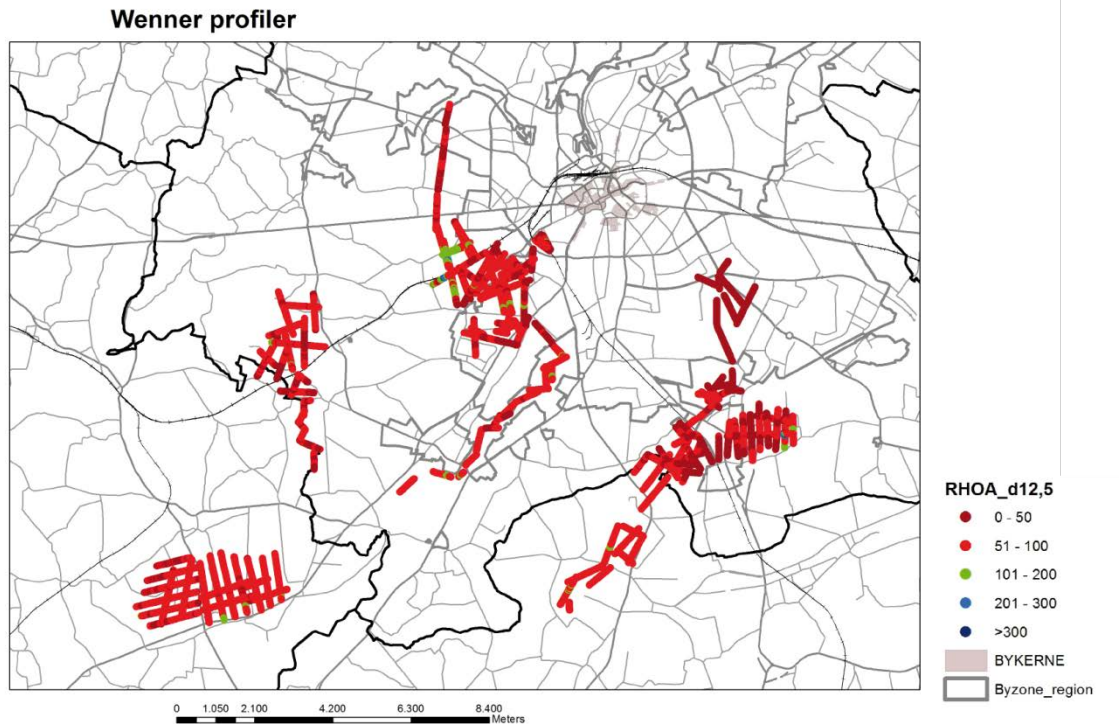 Wenner profiler
RHOA_d12,5
0 - 50
51 - 100
101 - 200
201 - 300
>300
BYKERNE
Byzone_region
0 1.050 2.100 4.200 6.300 8.400
Meters